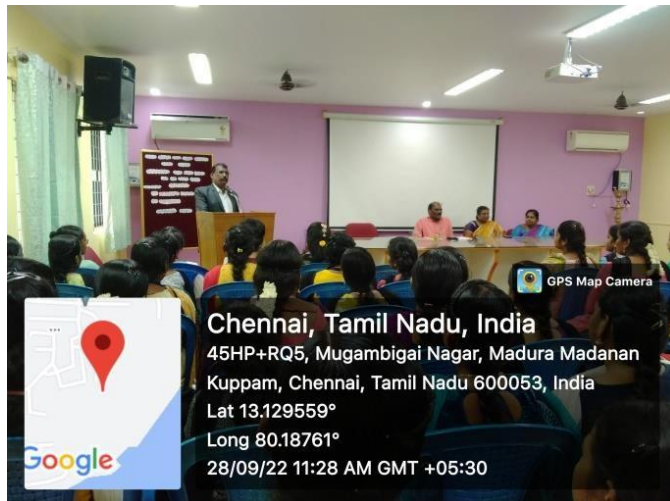 GPS Map Camera
Chennai, Tamil Nadu, India
45HP+RQ5, Mugambigai Nagar, Madura Madanan
Kuppam, Chennai, Tamil Nadu 600053, India
Lat 13.129559°
Long 80.18761°
28/09/22 11:28 AM GMT +05:30
Google